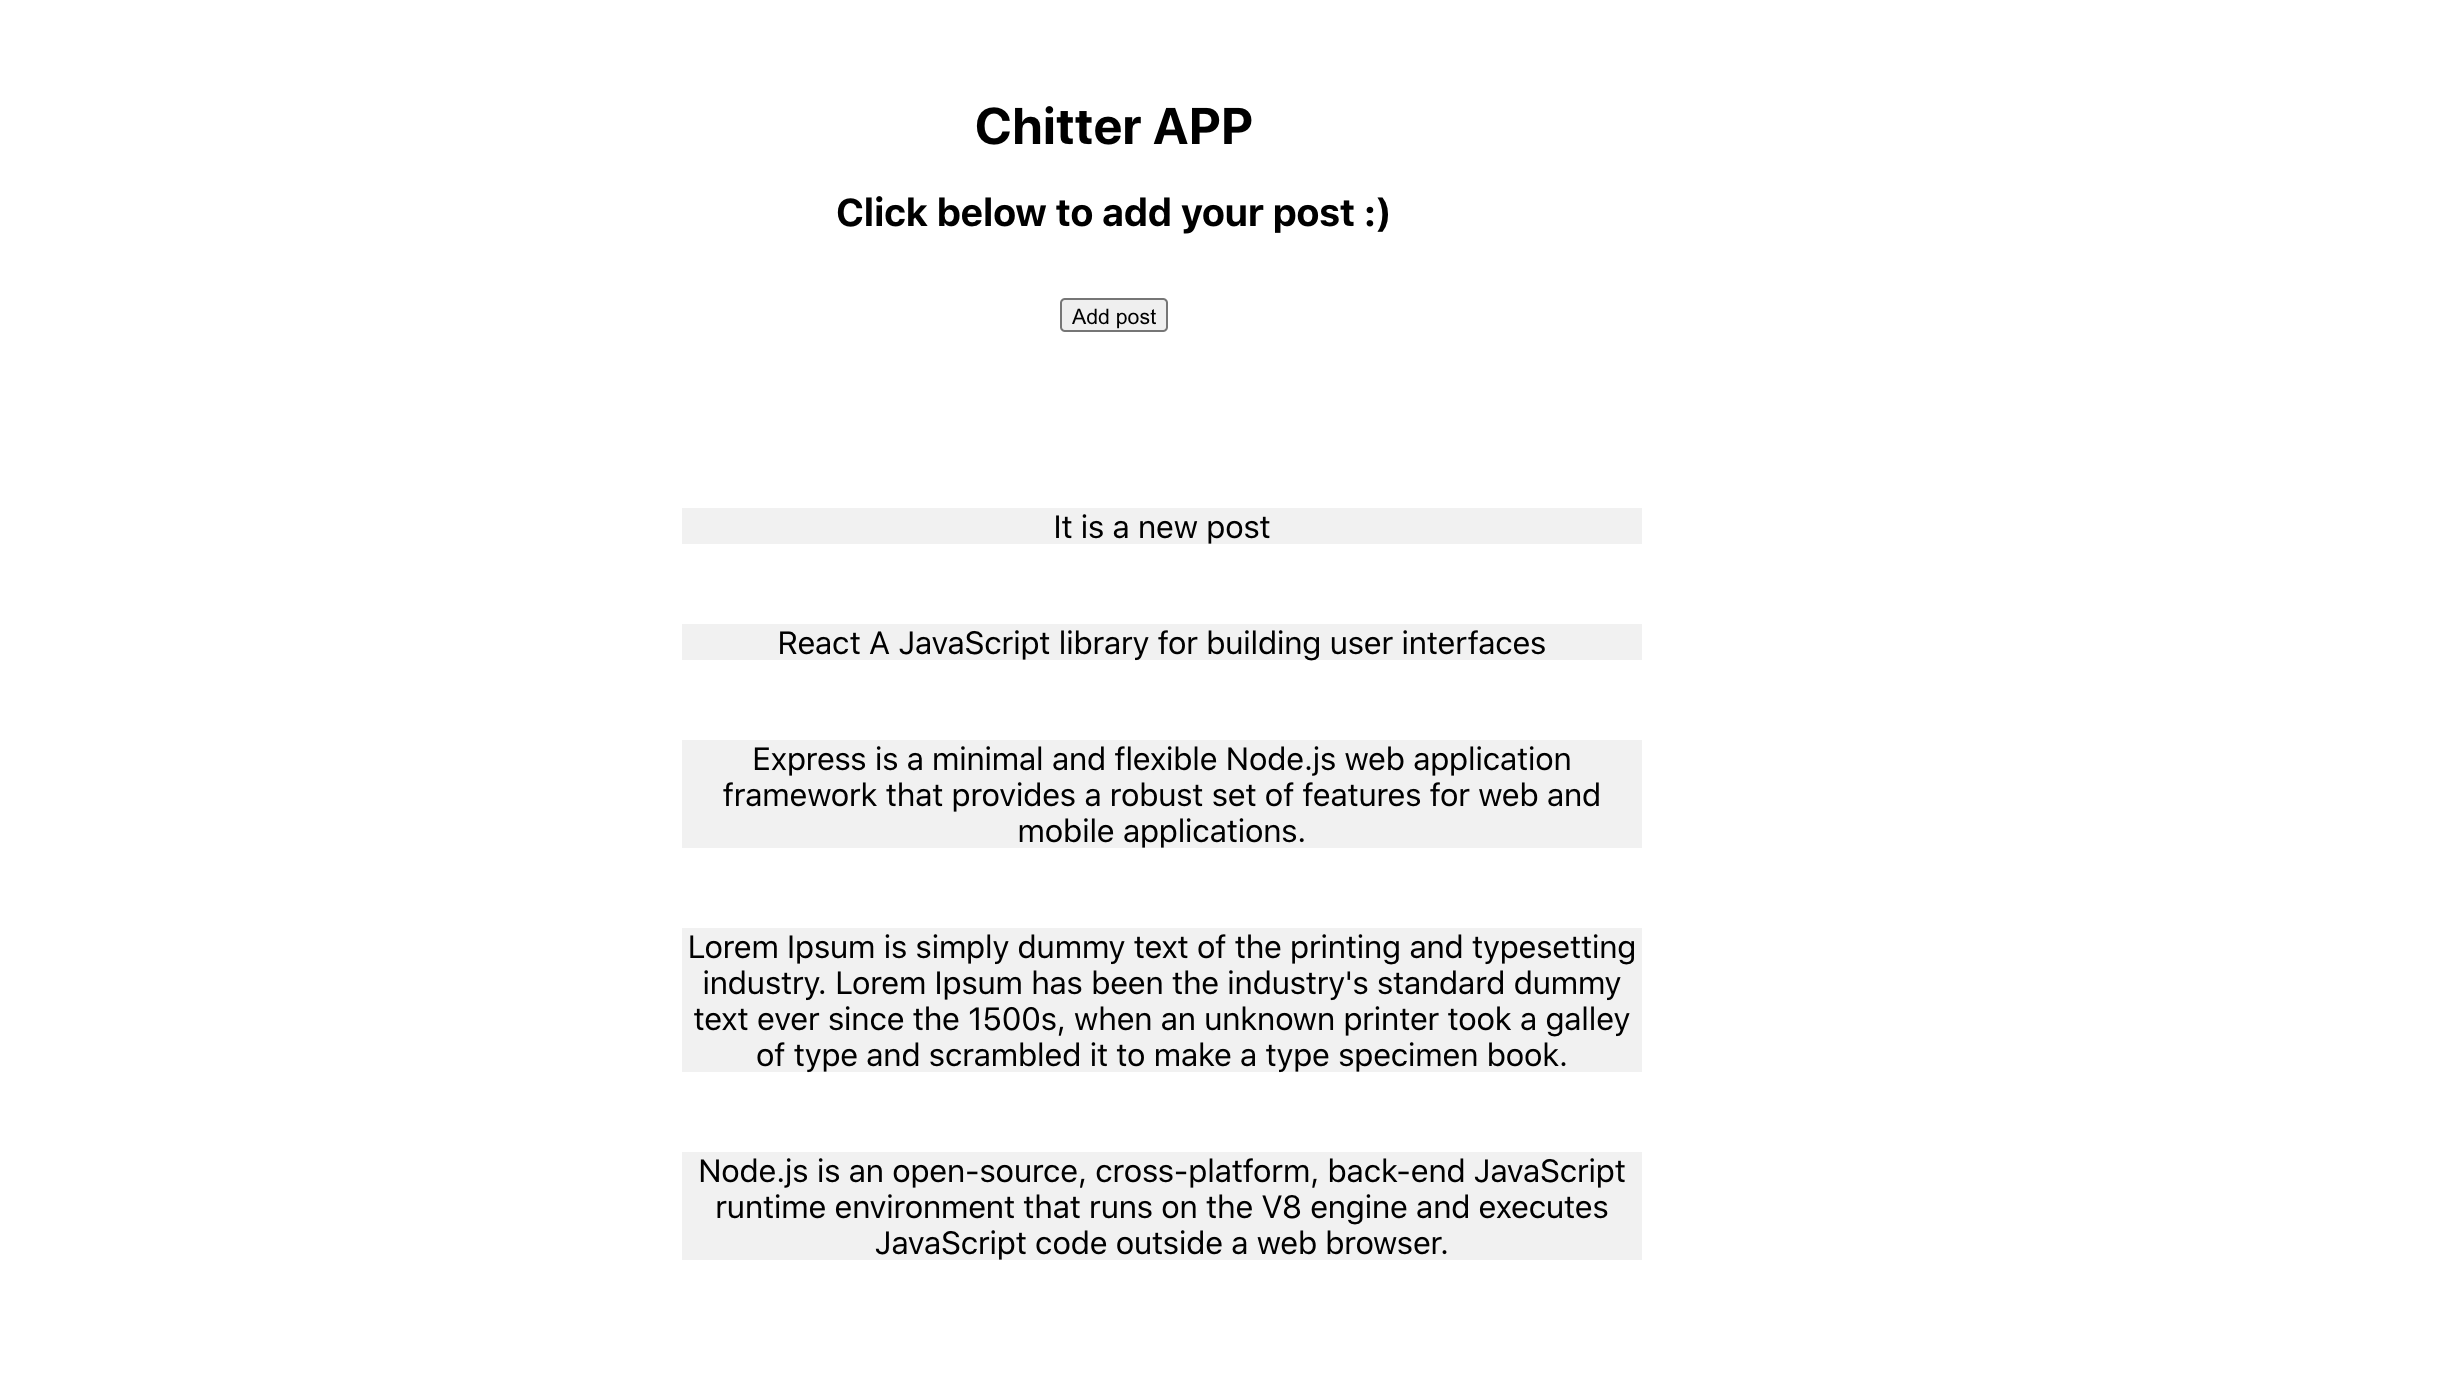 Chitter APP
Click below to add your post :)
Add post
It is a new post
React A JavaScript library for building user interfaces
Express is a minimal and flexible Node.js web application
framework that provides a robust set of features for web and
mobile applications.
Lorem Ipsum is simply dummy text of the printing and typesetting
industry. Lorem Ipsum has been the industry's standard dummy
text ever since the 1500s, when an unknown printer took a galley
of type and scrambled it to make a type specimen book.
Node.js is an open-source, cross-platform, back-end JavaScript
runtime environment that runs on the V8 engine and executes
JavaScript code outside a web browser.